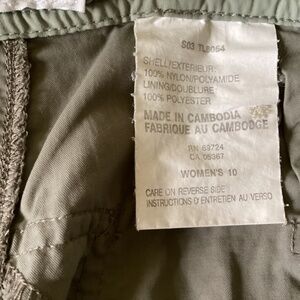 S03 TL8054
SHELL/EXTERIEUR
100% NYLON/POLYAMIDE
LINING/DOUBLURE
100% POLYESTER
MADE IN CAMBODIA
FABRIQUE AU CAMBODGE
RN 69724
CA 05367
WOMEN'S 10
CARE ON REVERSE SIDE
INSTRUCTIONS D'ENTRETIEN AU VERSO